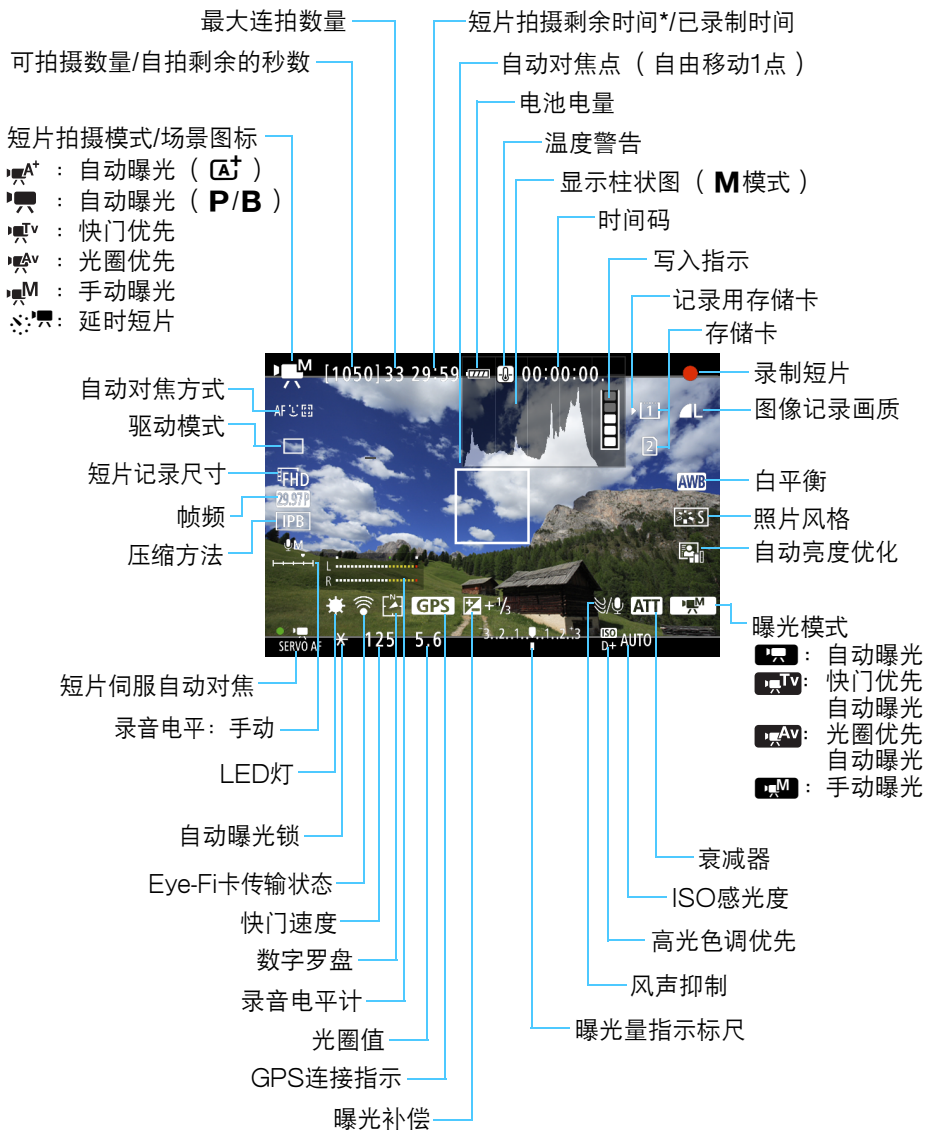 最大连拍数量
短片拍摄剩余时间*/已录制时间
可拍摄数量/自拍剩余的秒数
自动对焦点（自由移动1点）
电池电量
短片拍摄模式/场景图标
温度警告
A+ ： 自动曝光（A+）
显示柱状图（M模式）
： 自动曝光（P/B）
时间码
Tv ： 快门优先
写入指示
Av ： 光圈优先
M ： 手动曝光
记录用存储卡
： 延时短片
存储卡
M [1050] 33 29:59 00:00:00.
录制短片
自动对焦方式
AF
1
L
图像记录画质
驱动模式
2
短片记录尺寸
FHD
AWB
白平衡
帧频
29.97P
S
照片风格
压缩方法
IPB
自动亮度优化
M
L
R
N GPS +1/3 ATT M
曝光模式
SERVO AF 125 5.6 3..2..1..1..2..3 ISO D+ AUTO
： 自动曝光
短片伺服自动对焦
Tv： 快门优先
自动曝光
录音电平：手动
Av： 光圈优先
自动曝光
LED灯
M ： 手动曝光
自动曝光锁
衰减器
Eye-Fi卡传输状态
ISO感光度
快门速度
高光色调优先
数字罗盘
风声抑制
录音电平计
曝光量指示标尺
光圈值
GPS连接指示
曝光补偿